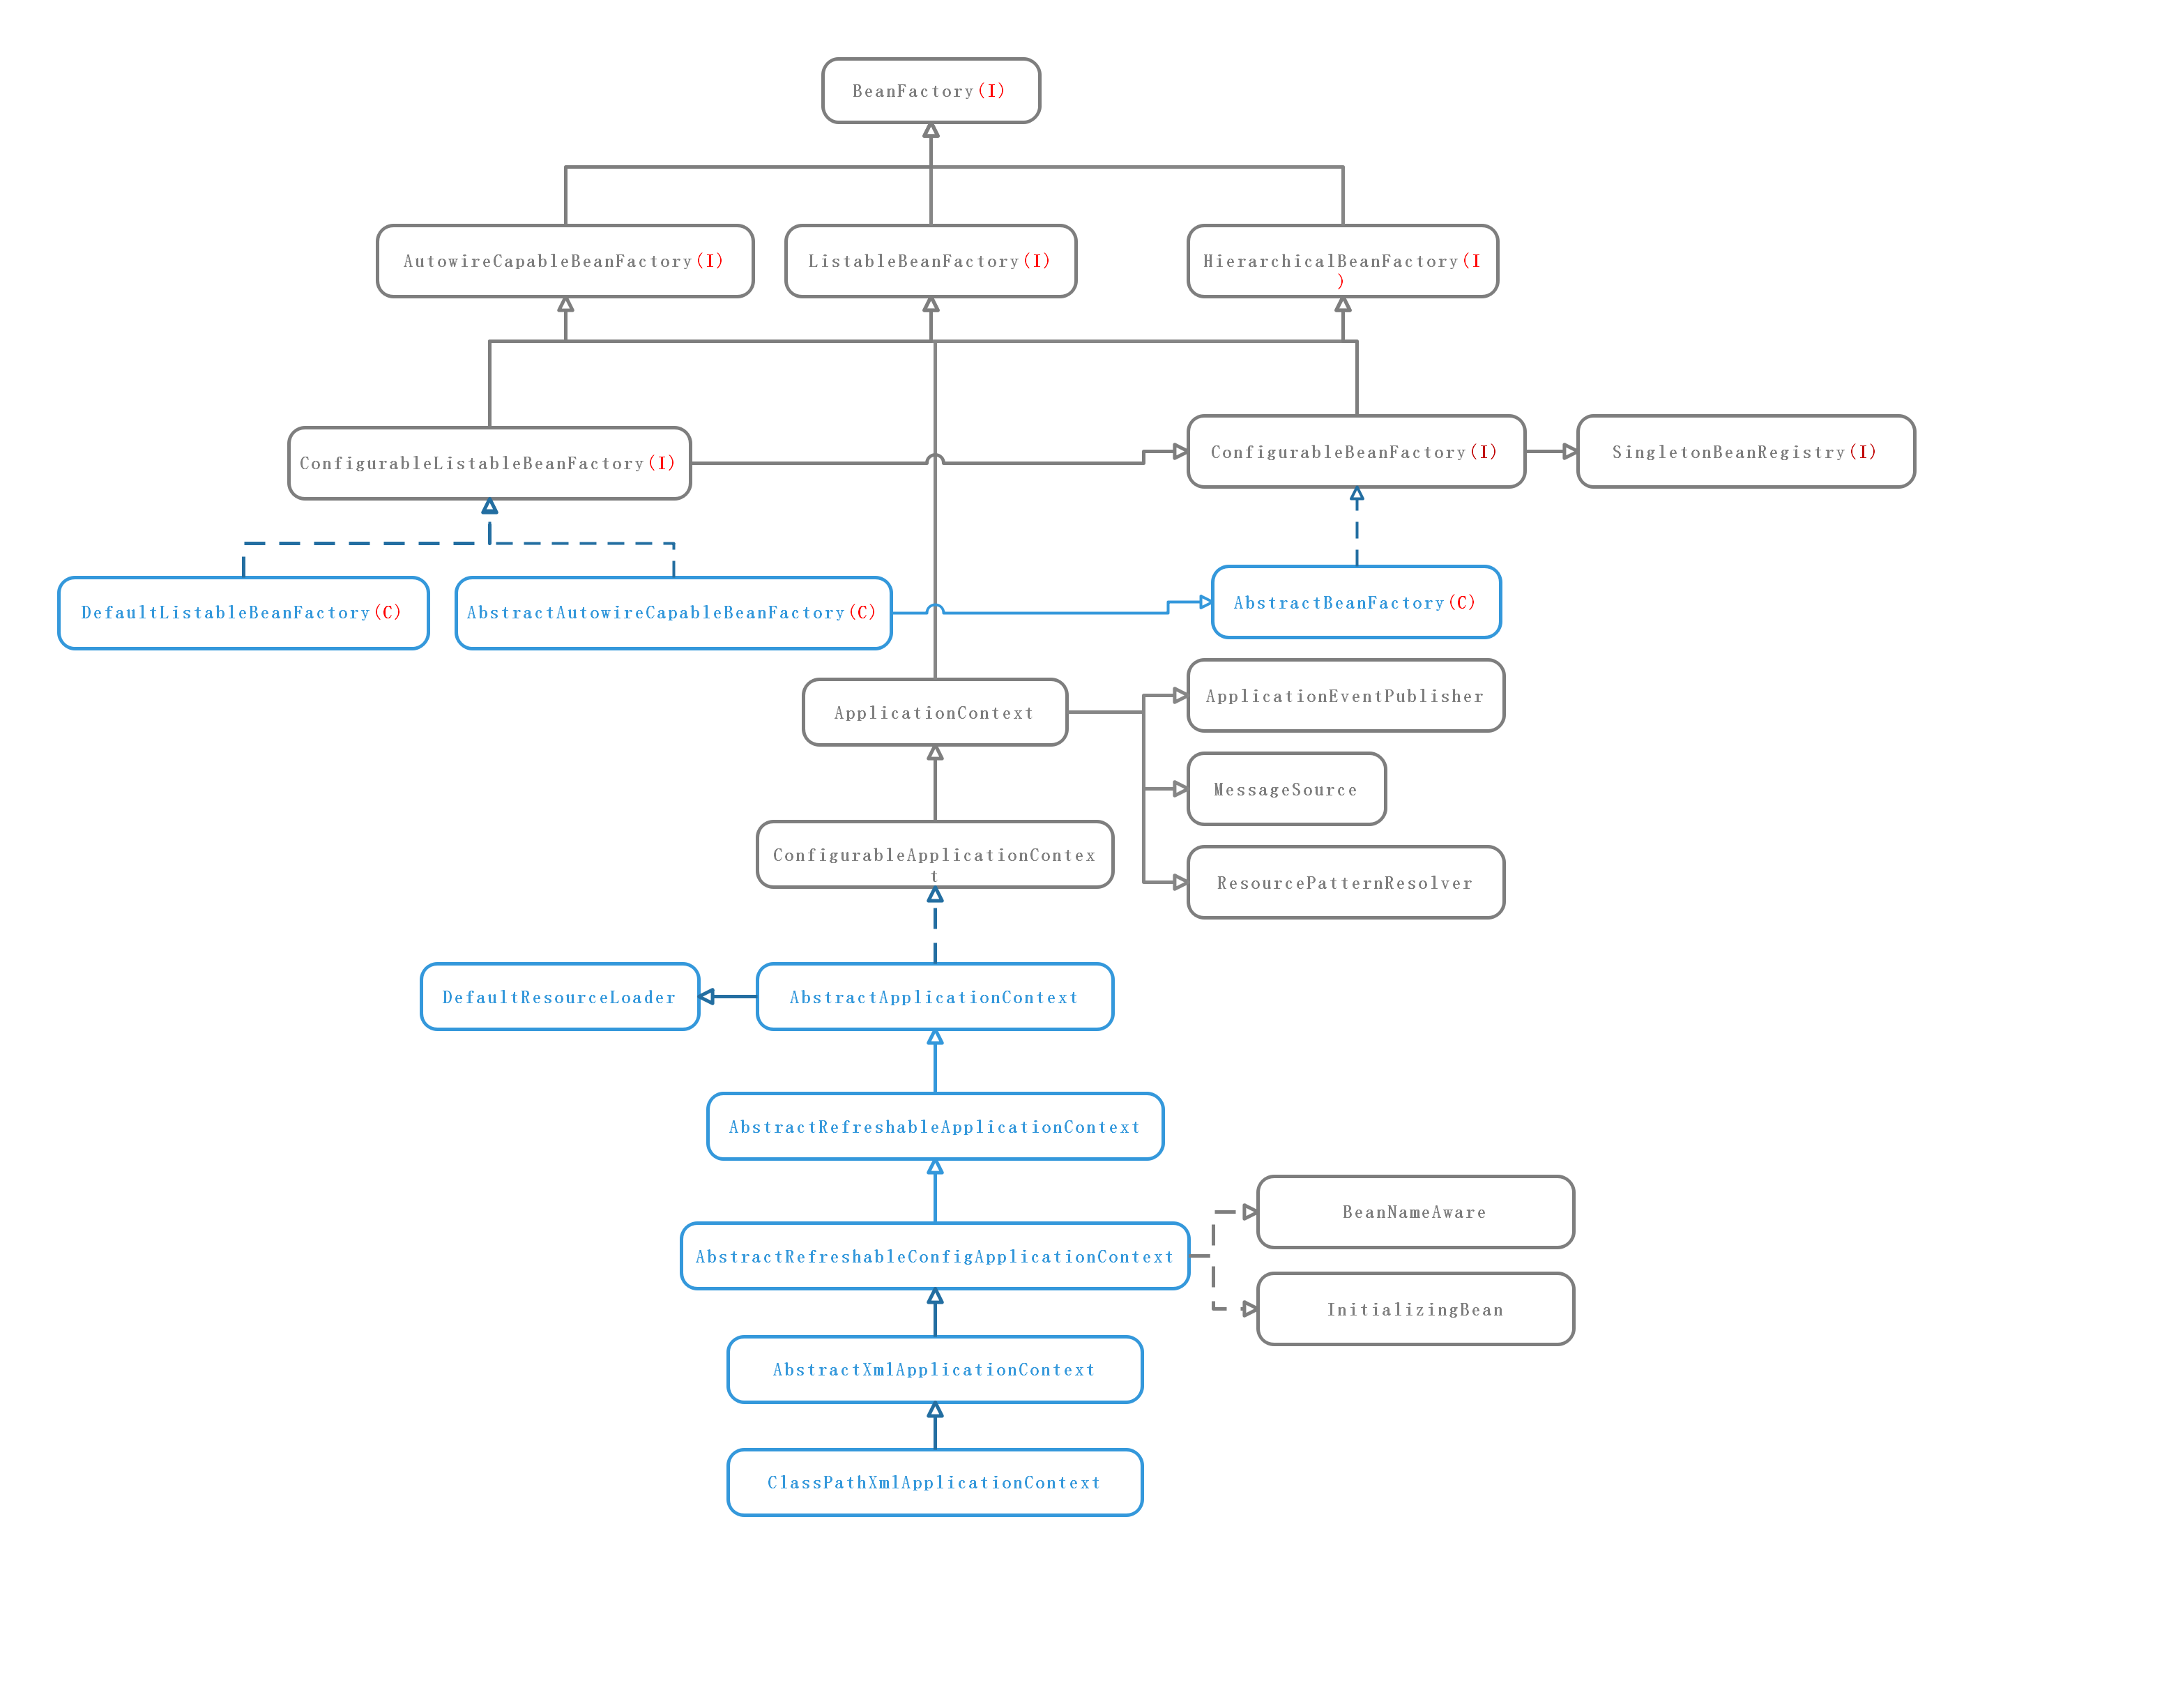 BeanFactory(I)
AutowireCapableBeanFactory(I)
ListableBeanFactory(I)
HierarchicalBeanFactory(I
)
ConfigurableListableBeanFactory(I)
ConfigurableBeanFactory(I)
SingletonBeanRegistry(I)
DefaultListableBeanFactory(C)
AbstractAutowireCapableBeanFactory(C)
AbstractBeanFactory(C)
ApplicationContext
ApplicationEventPublisher
MessageSource
ConfigurableApplicationContex
t
ResourcePatternResolver
DefaultResourceLoader
AbstractApplicationContext
AbstractRefreshableApplicationContext
BeanNameAware
AbstractRefreshableConfigApplicationContext
InitializingBean
AbstractXmlApplicationContext
ClassPathXmlApplicationContext